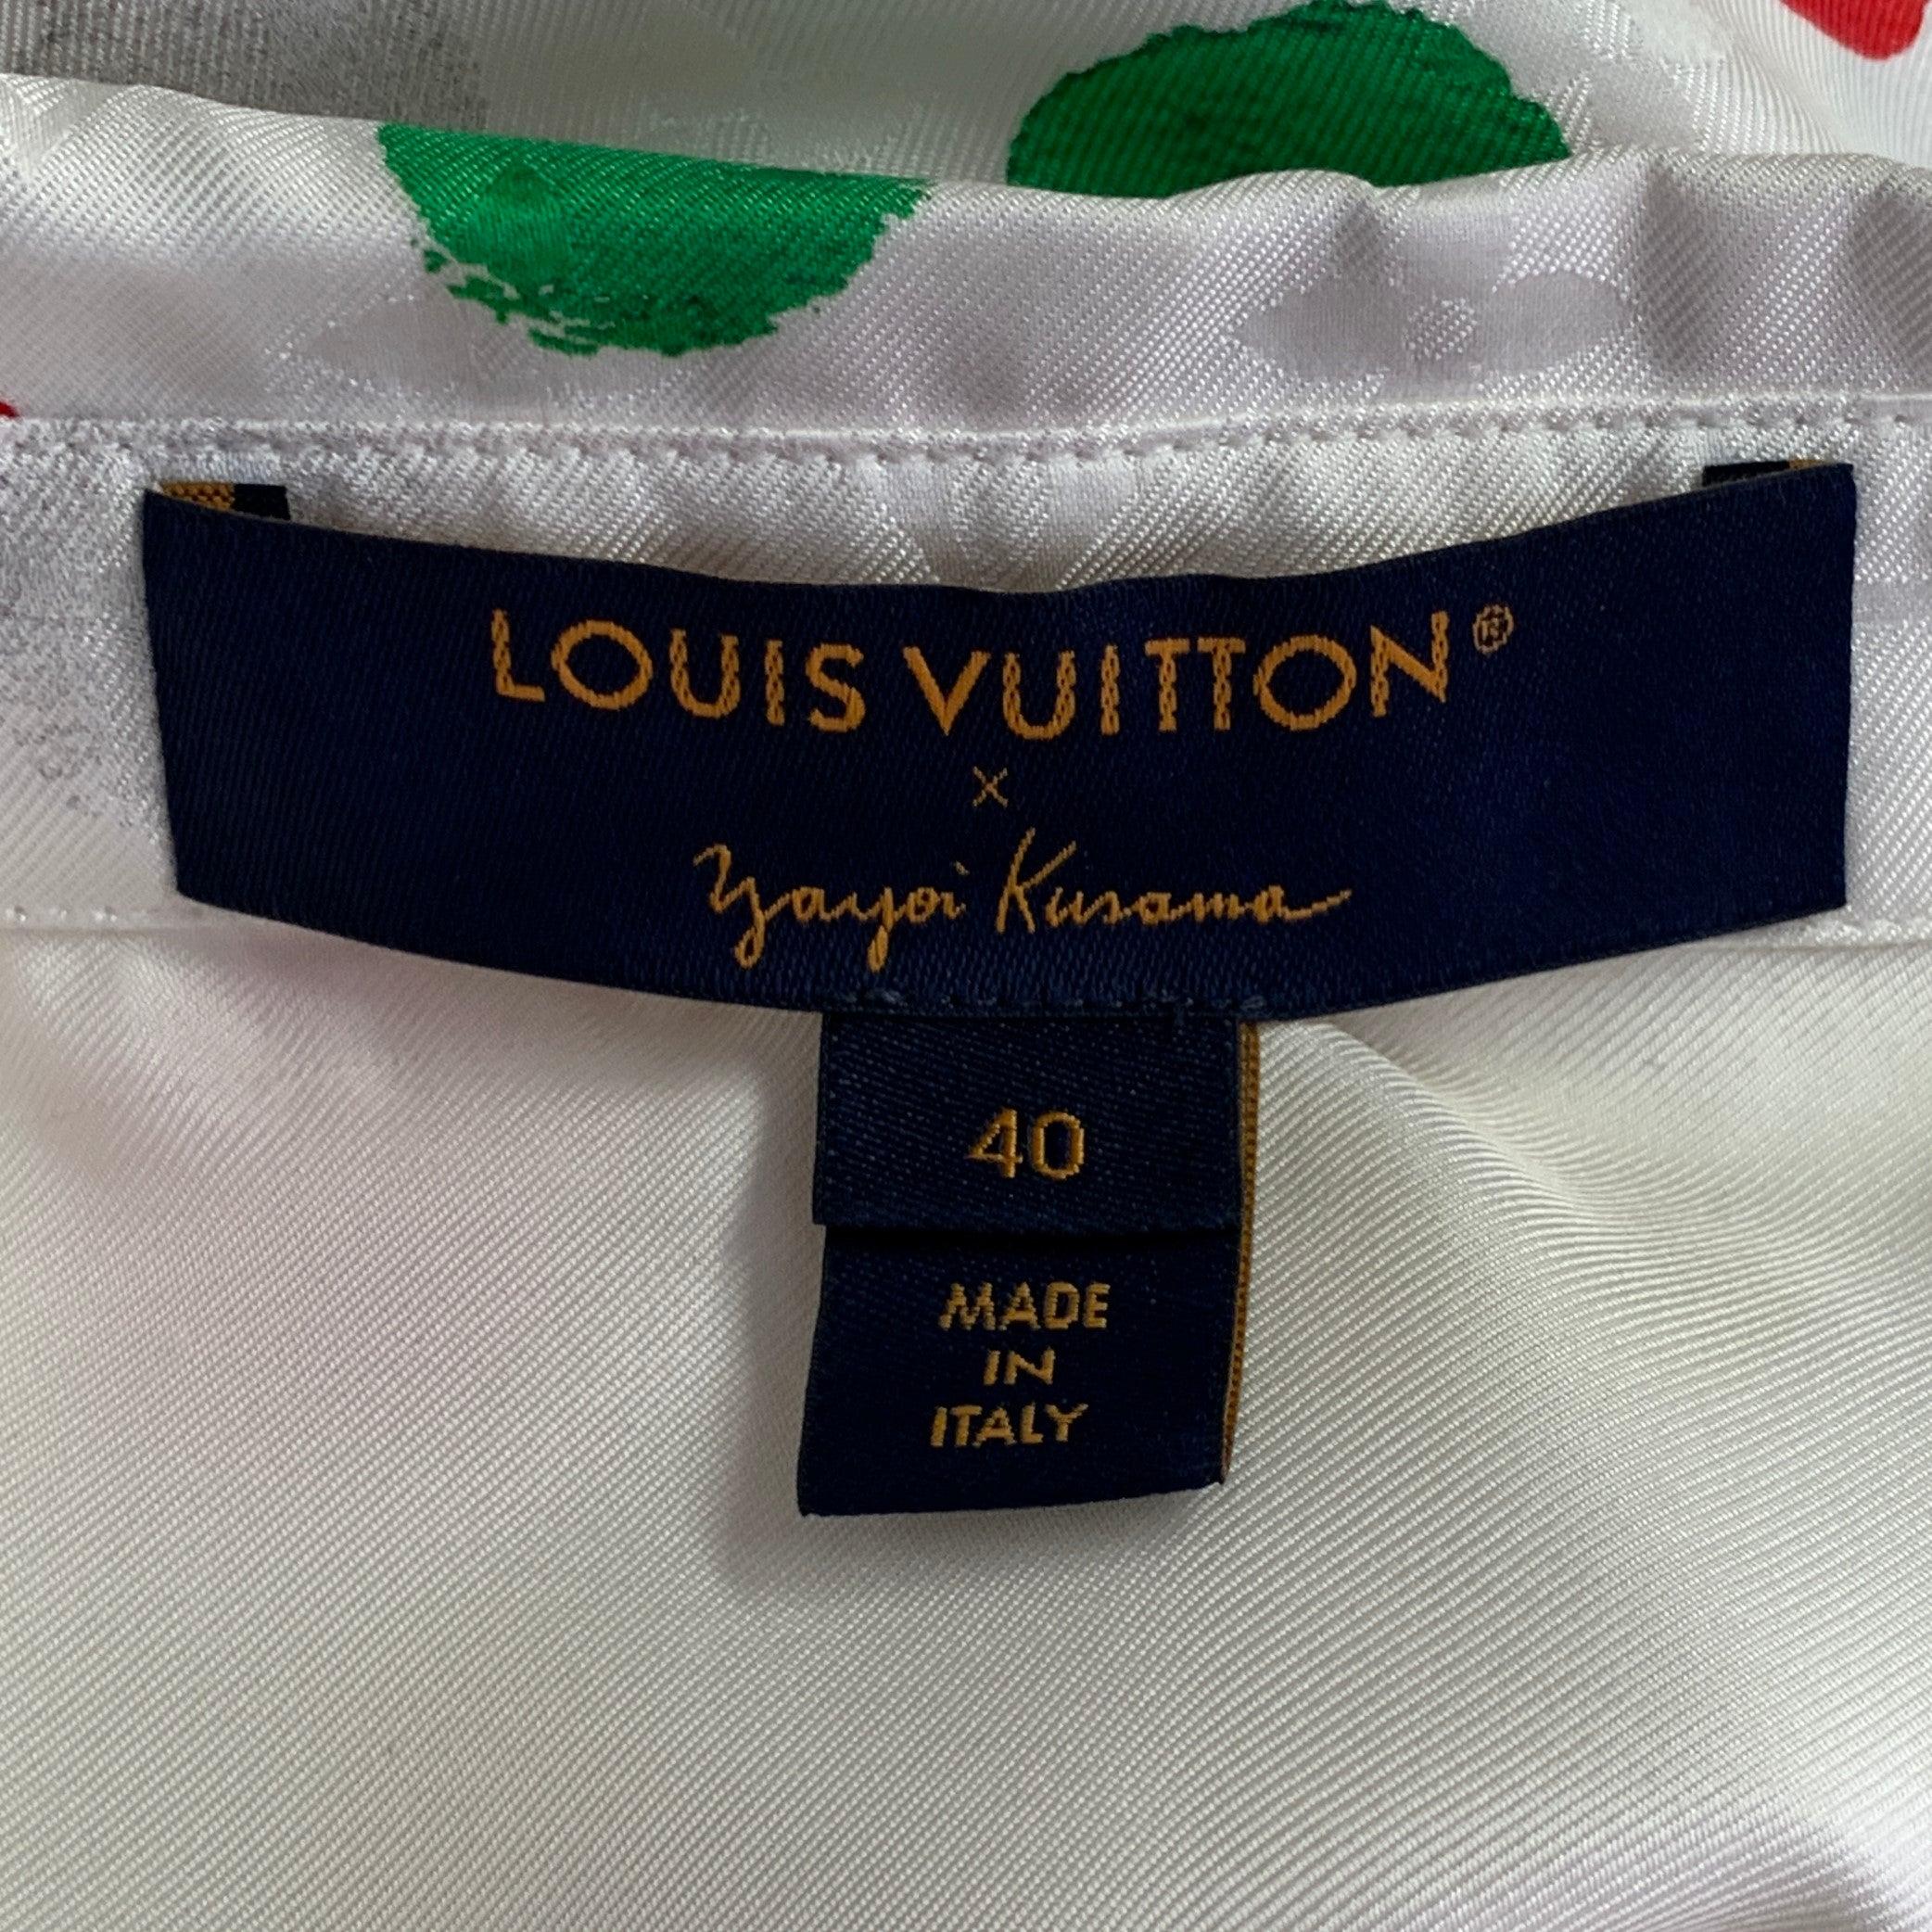 LOUIS VUITTON®
×
Yayoi Kusama
40
MADE
IN
ITALY